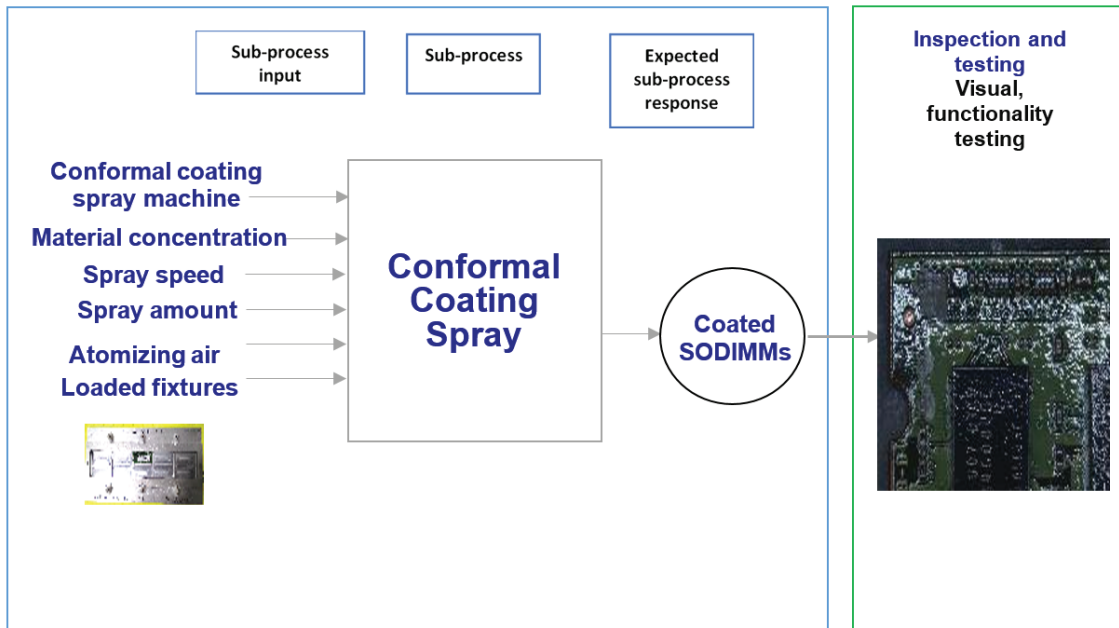 Sub-process
input
Sub-process
Expected
sub-process
response
Inspection and
testing
Visual,
functionality
testing
Conformal coating
spray machine
Material concentration
Spray speed
Spray amount
Atomizing air
Loaded fixtures
Conformal
Coating
Spray
Coated
SODIMMs